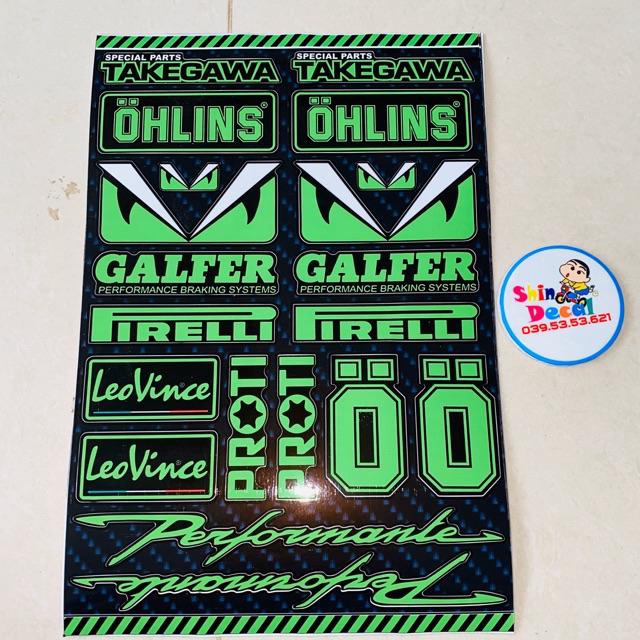 SPECIAL PARTS SPECIAL PARTS
TAKEGAWA TAKEGAWA
ÖHLINS® ÖHLINS®
GALFER GALFER
PERFORMANCE BRAKING SYSTEMS PERFORMANCE BRAKING SYSTEMS
PIRELLI PIRELLI
LeoVince PROTI PROTI Ö Ö
LeoVince
Performante
Performante
Shin
Decal
039.53.53.621